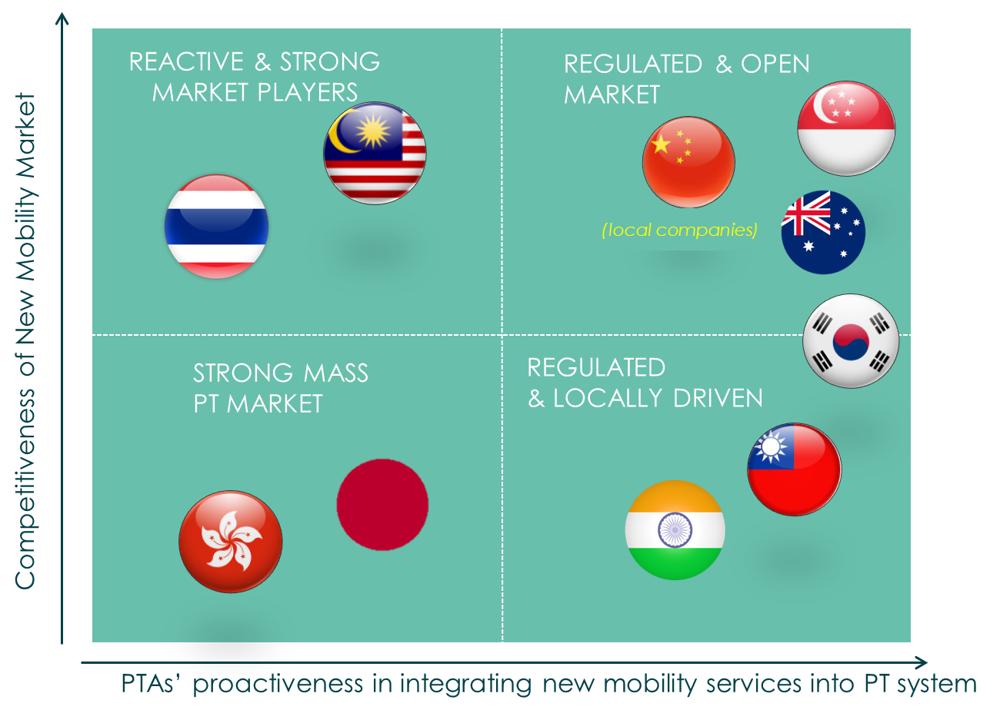 REACTIVE & STRONG
MARKET PLAYERS
REGULATED & OPEN
MARKET
(local companies)
STRONG MASS
PT MARKET
REGULATED
& LOCALLY DRIVEN
Competitiveness of New Mobility Market
PTAs’ proactiveness in integrating new mobility services into PT system